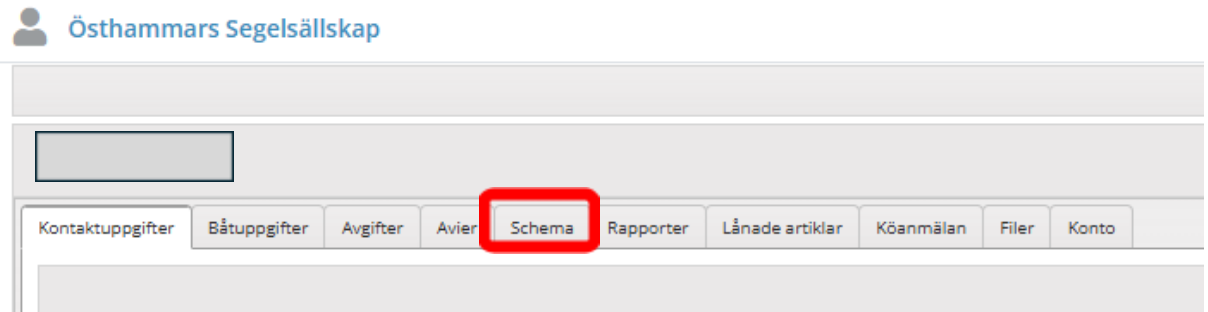 Östhammars Segelsällskap
Kontaktuppgifter Båtuppgifter Avgifter Avier Schema Rapporter Lånade artiklar Köanmälan Filer Konto